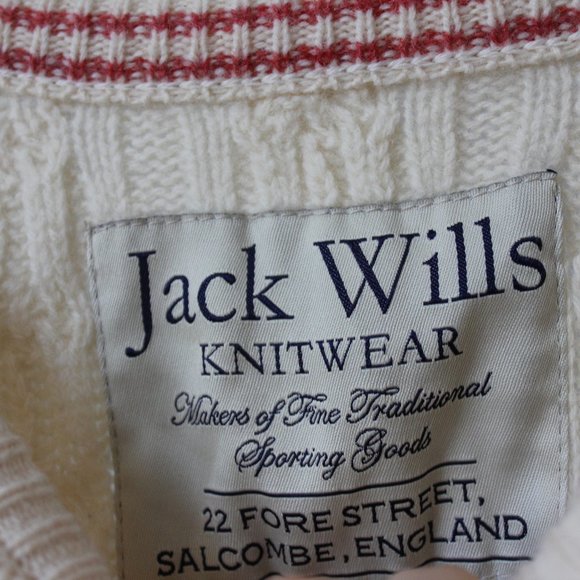 Jack Wills
KNITWEAR
Makers of Fine Traditional
Sporting Goods
22 FORE STREET,
SALCOMBE, ENGLAND